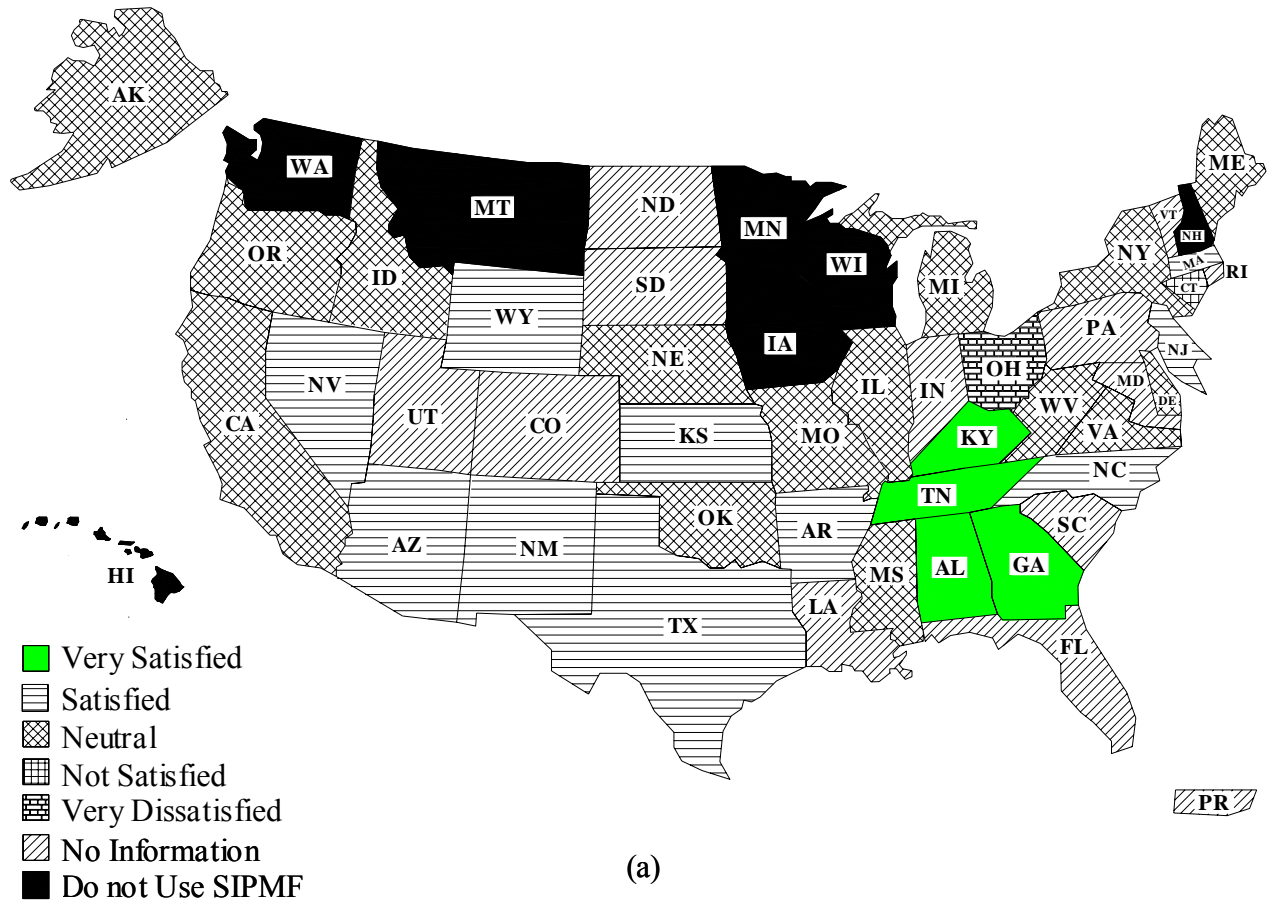 AK
WA
MT
ND
MN
ME
VT
NH
OR
ID
SD
WI
NY
MA
RI
CT
MI
WY
IA
PA
NE
NJ
NV
OH
MD
UT
CO
IL
IN
DE
CA
KS
MO
WV
VA
KY
NC
TN
OK
AR
SC
AZ
NM
MS
AL
GA
HI
LA
TX
FL
Very Satisfied
Satisfied
Neutral
Not Satisfied
Very Dissatisfied
No Information
Do not Use SIPMF
PR
(a)